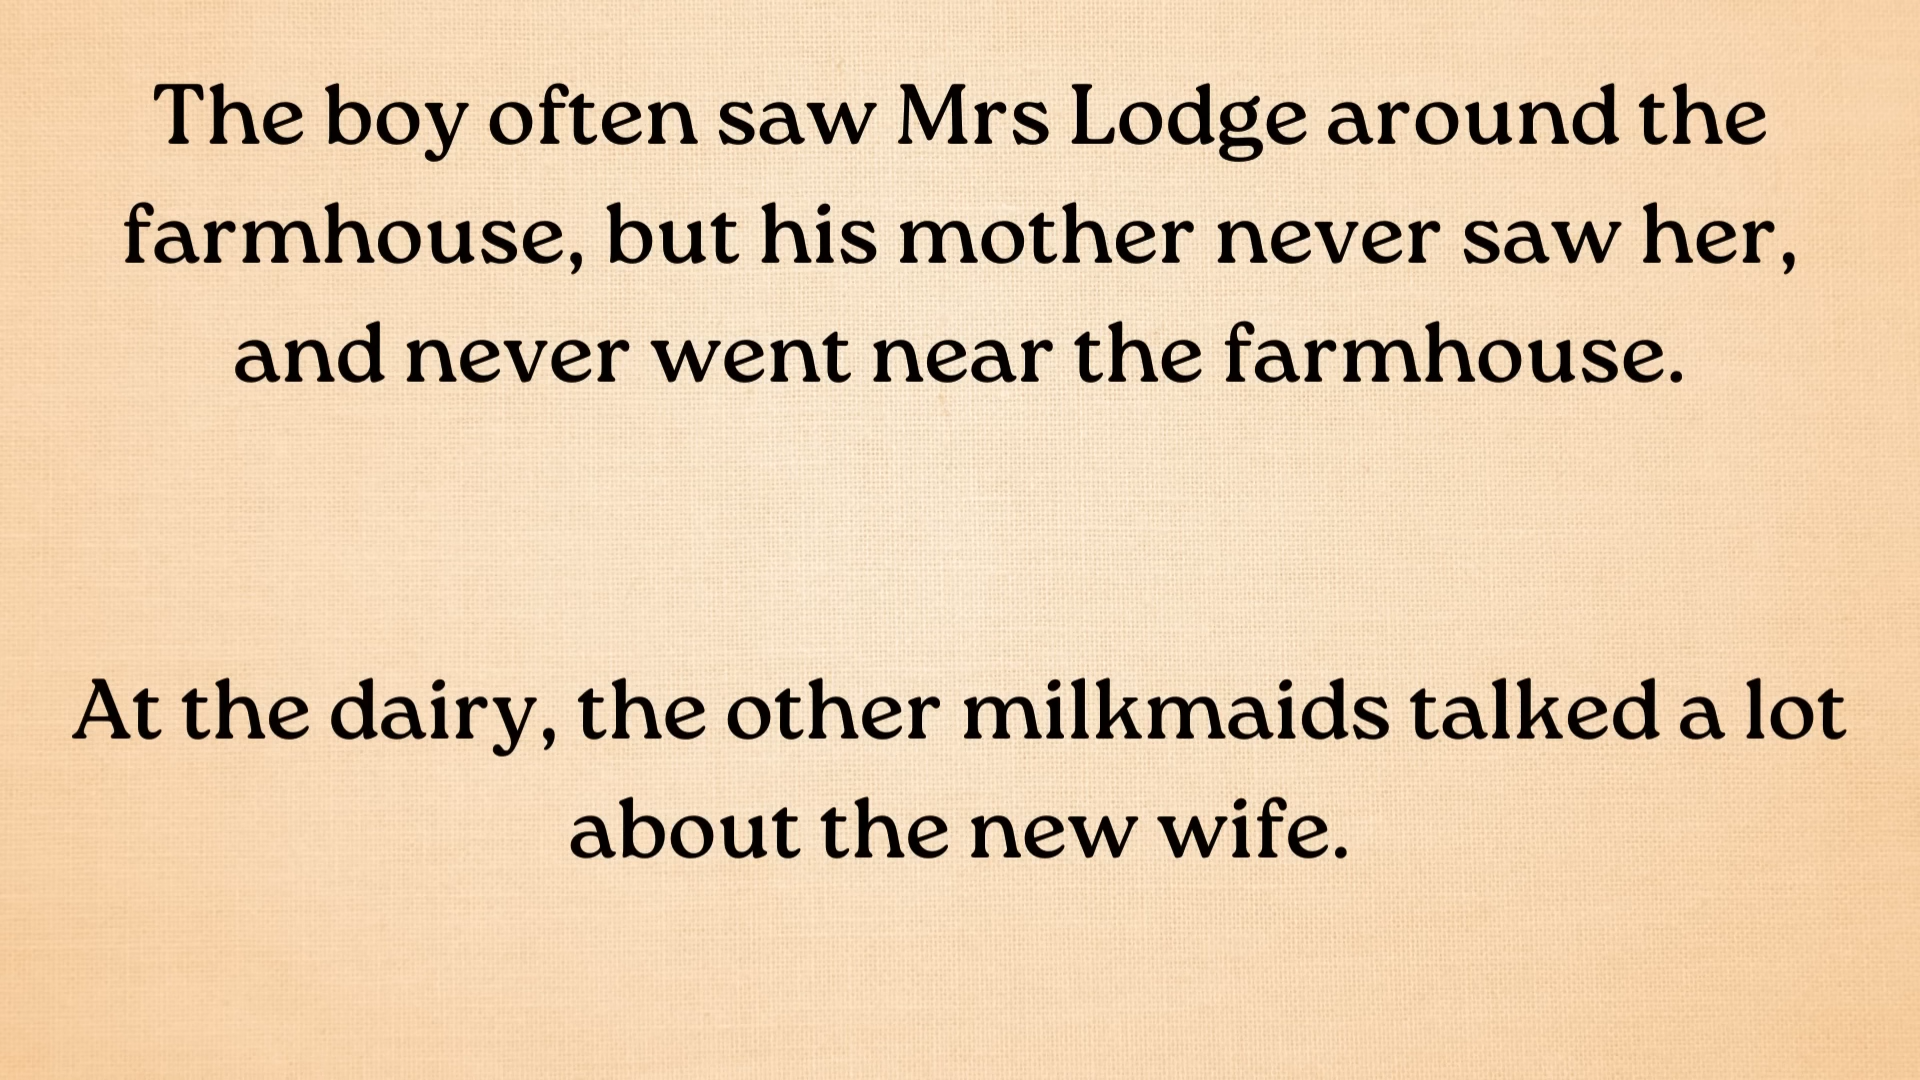 The boy often saw Mrs Lodge around the
farmhouse, but his mother never saw her,
and never went near the farmhouse.
At the dairy, the other milkmaids talked a lot
about the new wife.